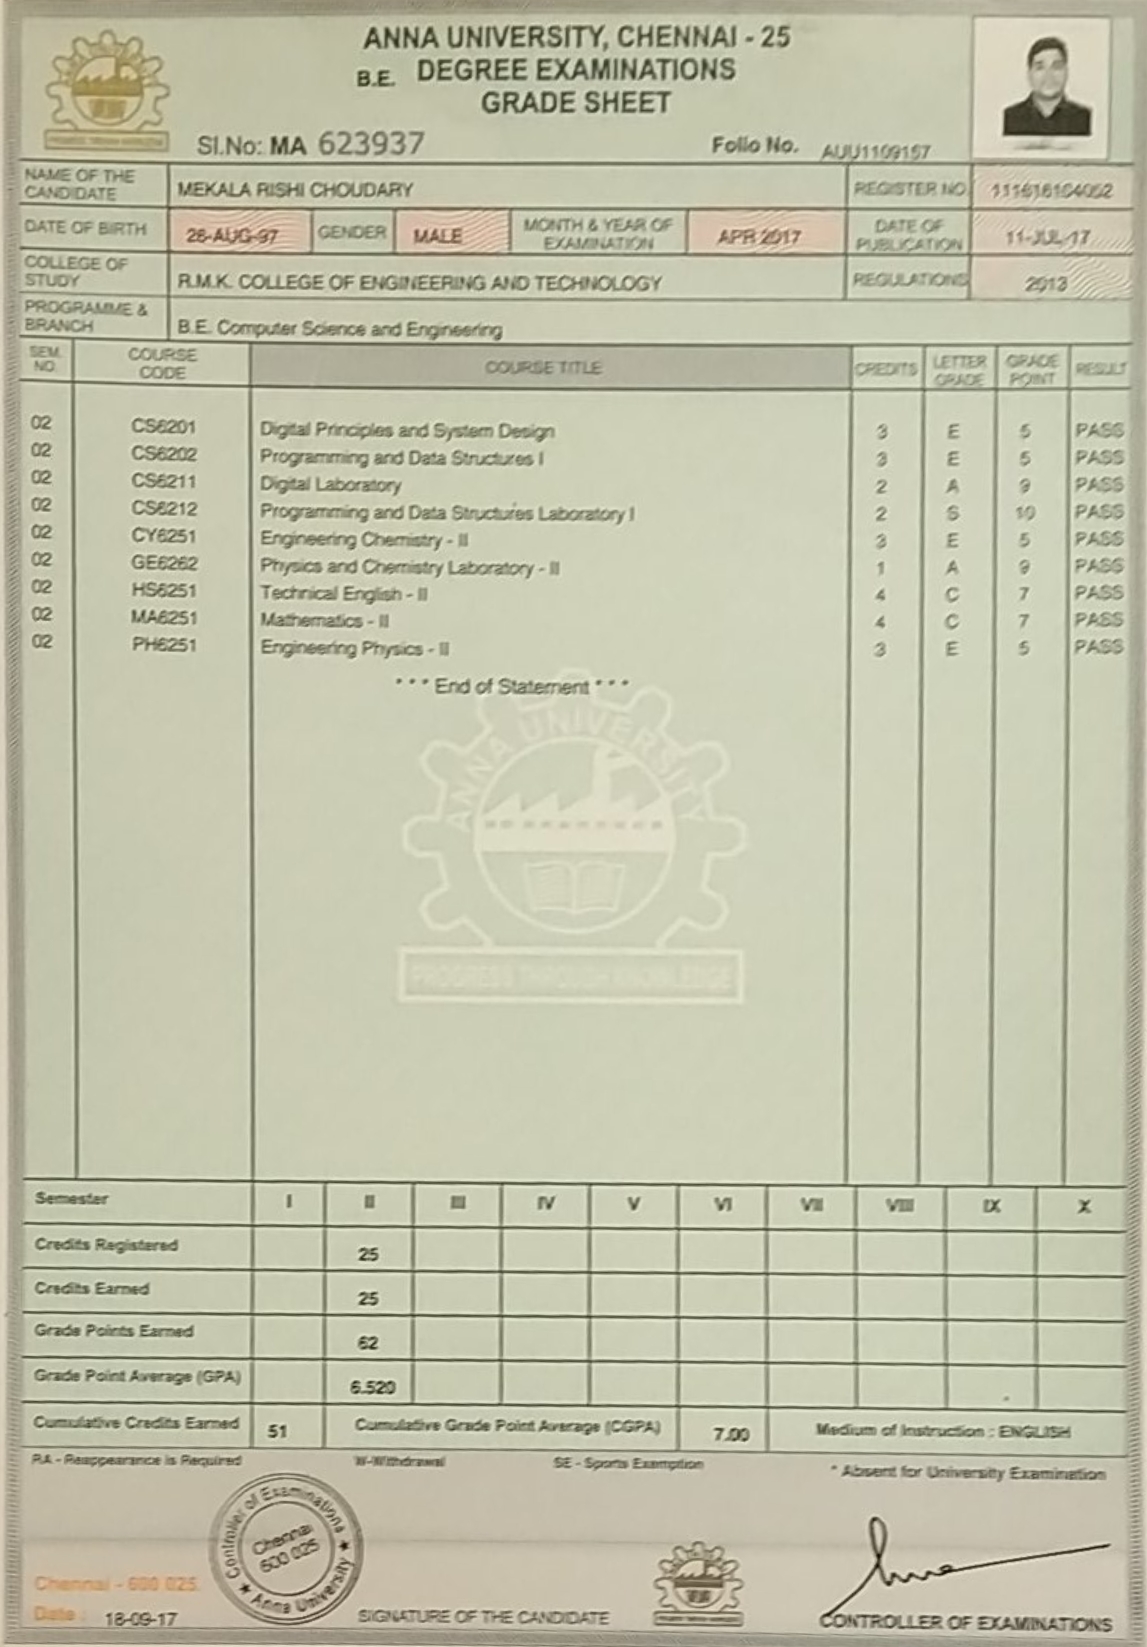 ANNA UNIVERSITY, CHENNAI - 25
B.E. DEGREE EXAMINATIONS
GRADE SHEET
Sl.No: MA 623937
Folio No. AUU1109157
NAME OF THE CANDIDATE MEKALA RISHI CHOUDARY REGISTER NO 111616104052
DATE OF BIRTH 26-AUG-97 GENDER MALE MONTH & YEAR OF EXAMINATION APR 2017 DATE OF PUBLICATION 11-JUL-17
COLLEGE OF STUDY R.M.K. COLLEGE OF ENGINEERING AND TECHNOLOGY REGULATIONS 2013
PROGRAMME & BRANCH B.E. Computer Science and Engineering
SEM. NO. COURSE CODE COURSE TITLE CREDITS LETTER GRADE GRADE POINT RESULT
02 CS6201 Digital Principles and System Design 3 E 5 PASS
02 CS6202 Programming and Data Structures I 3 E 5 PASS
02 CS6211 Digital Laboratory 2 A 9 PASS
02 CS6212 Programming and Data Structures Laboratory I 2 S 10 PASS
02 CY6251 Engineering Chemistry - II 3 E 5 PASS
02 GE6262 Physics and Chemistry Laboratory - II 1 A 9 PASS
02 HS6251 Technical English - II 4 C 7 PASS
02 MA6251 Mathematics - II 4 C 7 PASS
02 PH6251 Engineering Physics - II 3 E 5 PASS
* * * End of Statement * * *
ANNA UNIVERSITY
PROGRESS THROUGH KNOWLEDGE
Semester I II III IV V VI VII VIII IX X
Credits Registered 25
Credits Earned 25
Grade Points Earned 62
Grade Point Average (GPA) 6.520
Cumulative Credits Earned 51 Cumulative Grade Point Average (CGPA) 7.00 Medium of Instruction : ENGLISH
RA - Reappearance is Required W-Withdrawal SE - Sports Exemption * Absent for University Examination
Controller of Examinations
Chennai
600 025
Anna University
Chennai - 600 025.
Date : 18-09-17
SIGNATURE OF THE CANDIDATE
CONTROLLER OF EXAMINATIONS